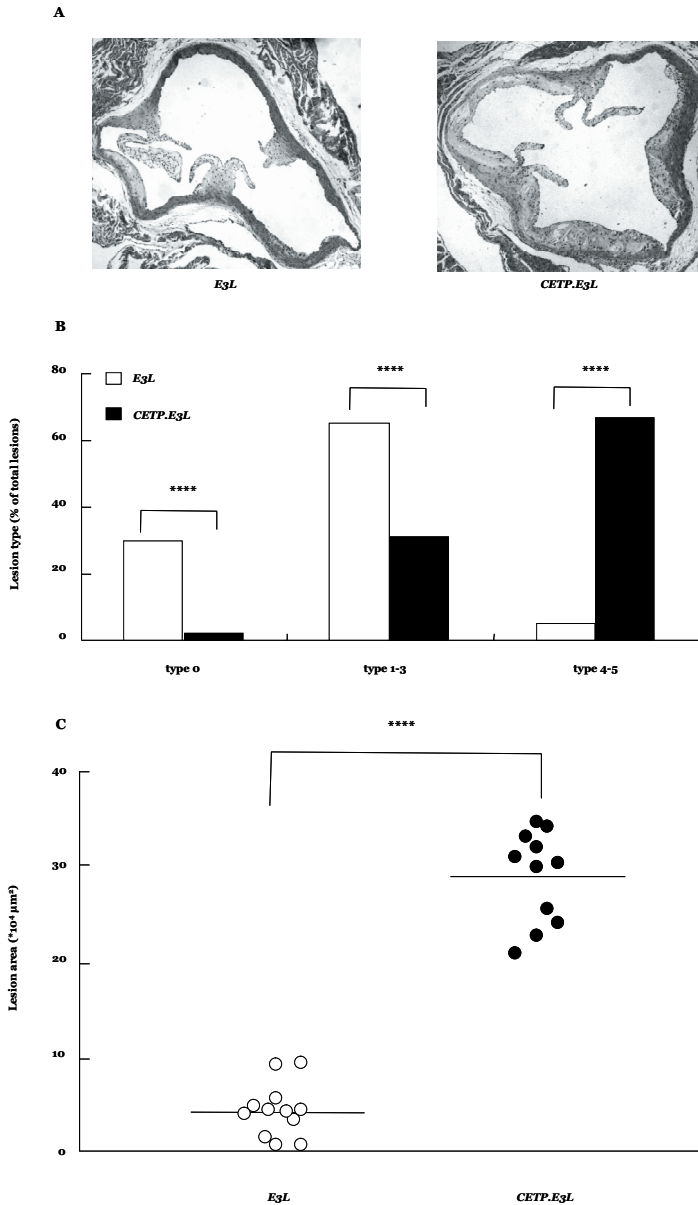 A
E3L CETP.E3L
B
Lesion type (% of total lesions)
80
60
40
20
0
E3L
CETP.E3L
****
****
****
type 0 type 1-3 type 4-5
C
****
Lesion area (*10⁴ µm²)
40
30
20
10
0
E3L CETP.E3L